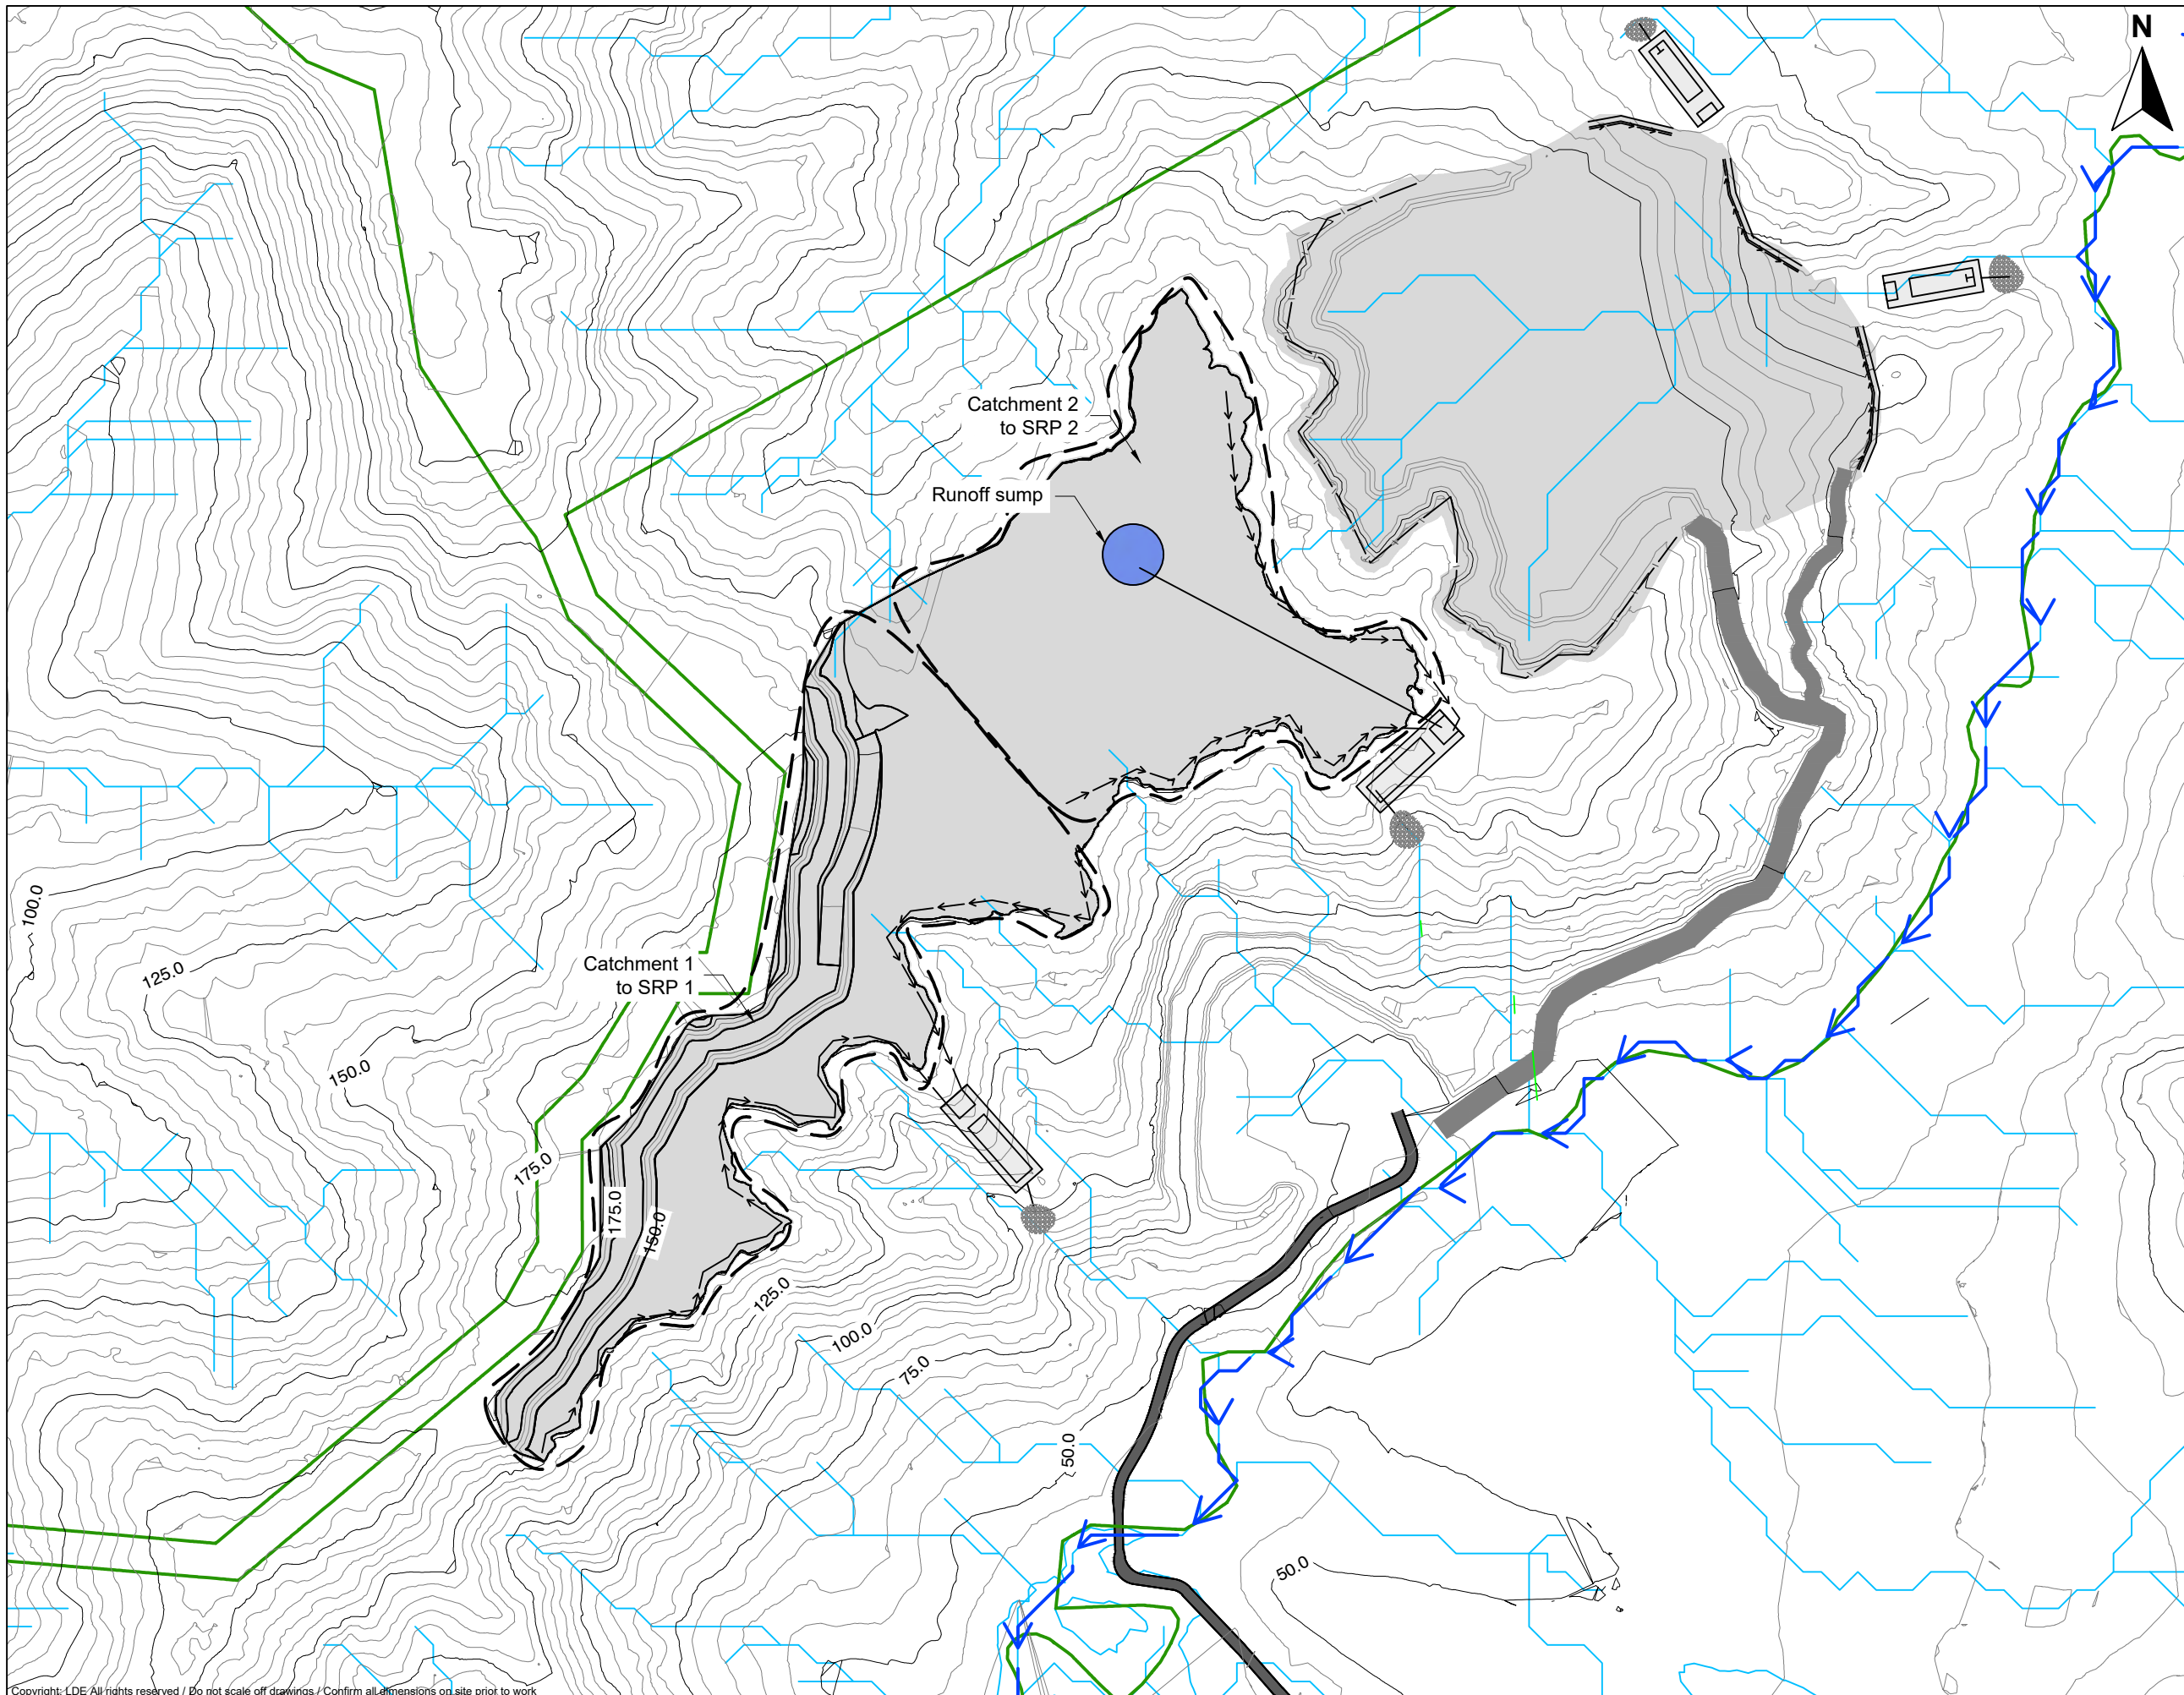 N
Catchment 2
to SRP 2
Runoff sump
100.0
125.0
Catchment 1
to SRP 1
150.0
175.0
175.0
150.0
125.0
100.0
75.0
50.0
50.0
Copyright: LDE All rights reserved / Do not scale off drawings / Confirm all dimensions on site prior to work